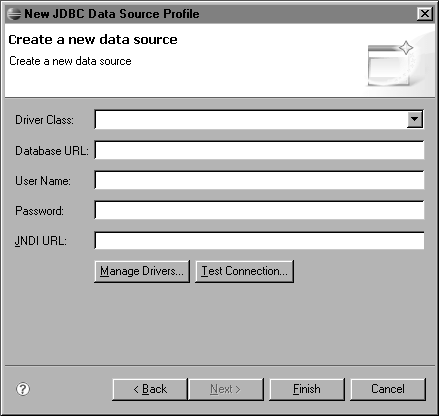 New JDBC Data Source Profile
Create a new data source
Create a new data source
Driver Class:
Database URL:
User Name:
Password:
JNDI URL:
Manage Drivers... Test Connection...
? < Back Next > Finish Cancel